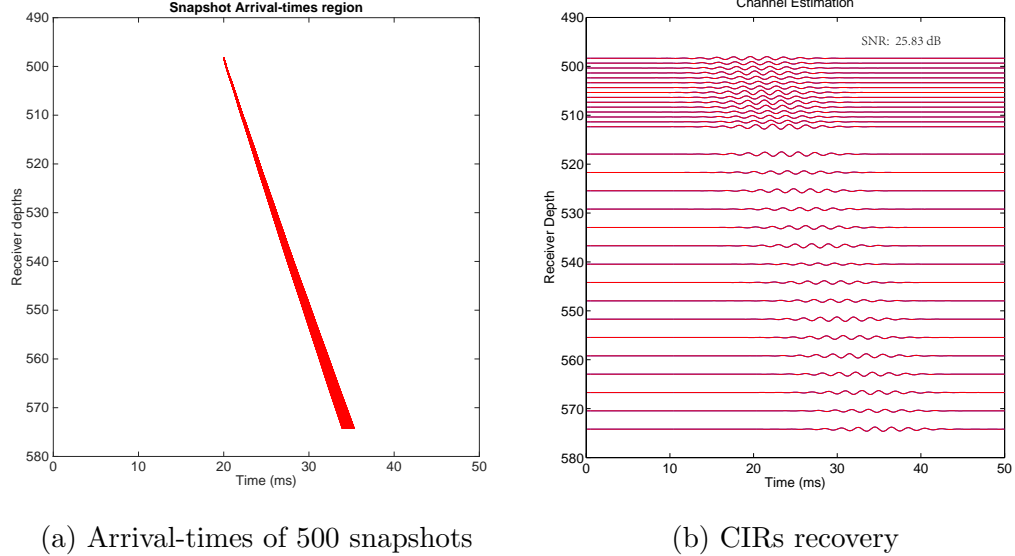 Snapshot Arrival-times region
490
500
510
520
530
540
550
560
570
580
0 10 20 30 40 50
Receiver depths
Time (ms)
Channel Estimation
SNR: 25.83 dB
490
500
510
520
530
540
550
560
570
580
0 10 20 30 40 50
Receiver Depth
Time (ms)
(a) Arrival-times of 500 snapshots
(b) CIRs recovery